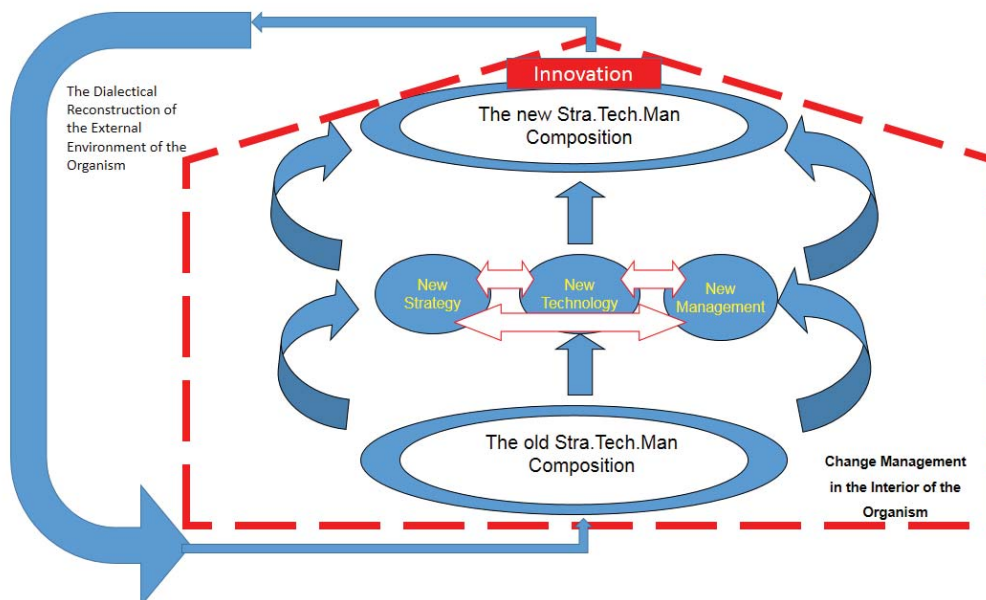 Innovation
The new Stra.Tech.Man
Composition
The Dialectical
Reconstruction of
the External
Environment of the
Organism
New
Strategy
New
Technology
New
Management
The old Stra.Tech.Man
Composition
Change Management
in the Interior of the
Organism